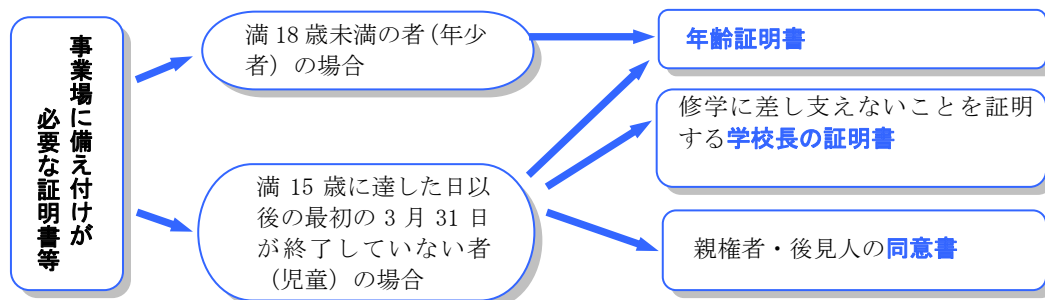 事業場に備え付けが
必要な証明書等
満 18 歳未満の者（年少
者）の場合
満 15 歳に達した日以
後の最初の 3 月 31 日
が終了していない者
（児童）の場合
年齢証明書
修学に差し支えないことを証明
する学校長の証明書
親権者・後見人の同意書